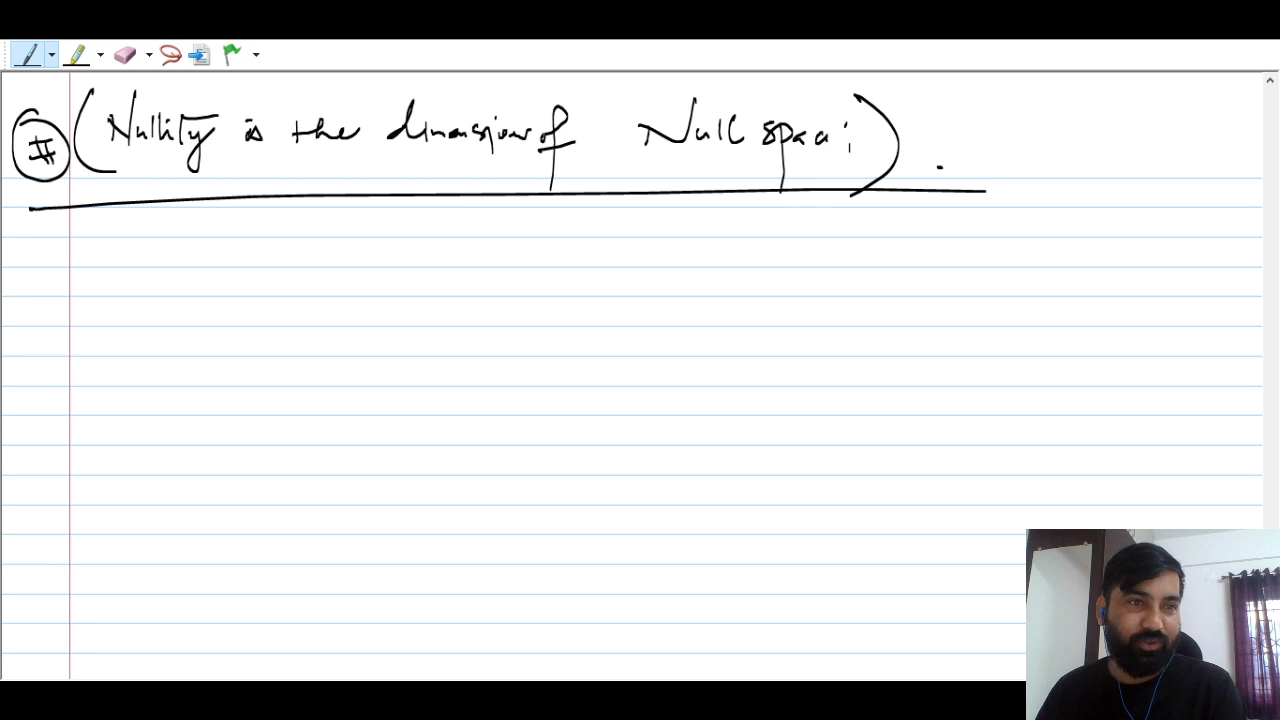 # (Nullity is the dimension of Null space) .